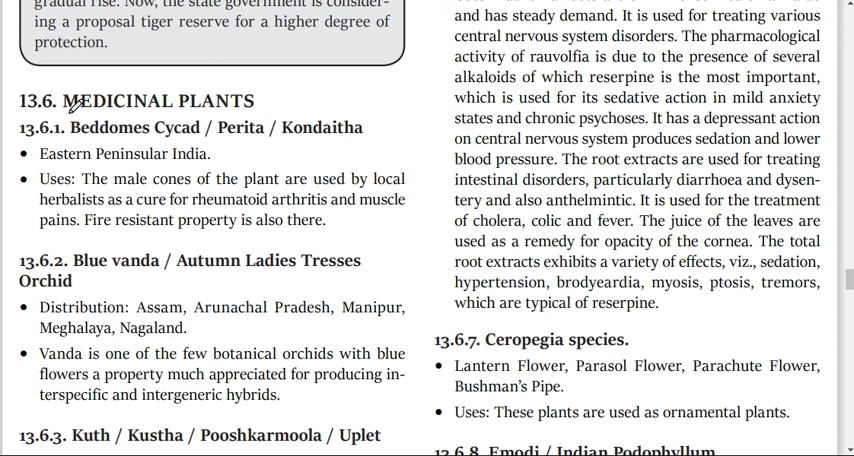 gradual rise. Now, the state government is consider-
ing a proposal tiger reserve for a higher degree of
protection.
13.6. MEDICINAL PLANTS
13.6.1. Beddomes Cycad / Perita / Kondaitha
• Eastern Peninsular India.
• Uses: The male cones of the plant are used by local
herbalists as a cure for rheumatoid arthritis and muscle
pains. Fire resistant property is also there.
13.6.2. Blue vanda / Autumn Ladies Tresses
Orchid
• Distribution: Assam, Arunachal Pradesh, Manipur,
Meghalaya, Nagaland.
• Vanda is one of the few botanical orchids with blue
flowers a property much appreciated for producing in-
terspecific and intergeneric hybrids.
13.6.3. Kuth / Kustha / Pooshkarmoola / Uplet
and has steady demand. It is used for treating various
central nervous system disorders. The pharmacological
activity of rauvolfia is due to the presence of several
alkaloids of which reserpine is the most important,
which is used for its sedative action in mild anxiety
states and chronic psychoses. It has a depressant action
on central nervous system produces sedation and lower
blood pressure. The root extracts are used for treating
intestinal disorders, particularly diarrhoea and dysen-
tery and also anthelmintic. It is used for the treatment
of cholera, colic and fever. The juice of the leaves are
used as a remedy for opacity of the cornea. The total
root extracts exhibits a variety of effects, viz., sedation,
hypertension, brodyeardia, myosis, ptosis, tremors,
which are typical of reserpine.
13.6.7. Ceropegia species.
• Lantern Flower, Parasol Flower, Parachute Flower,
Bushman's Pipe.
• Uses: These plants are used as ornamental plants.
13.6.8. Emodi / Indian Podophyllum